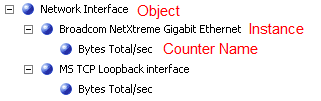 Network Interface Object
Broadcom NetXtreme Gigabit Ethernet Instance
Bytes Total/sec Counter Name
MS TCP Loopback interface
Bytes Total/sec